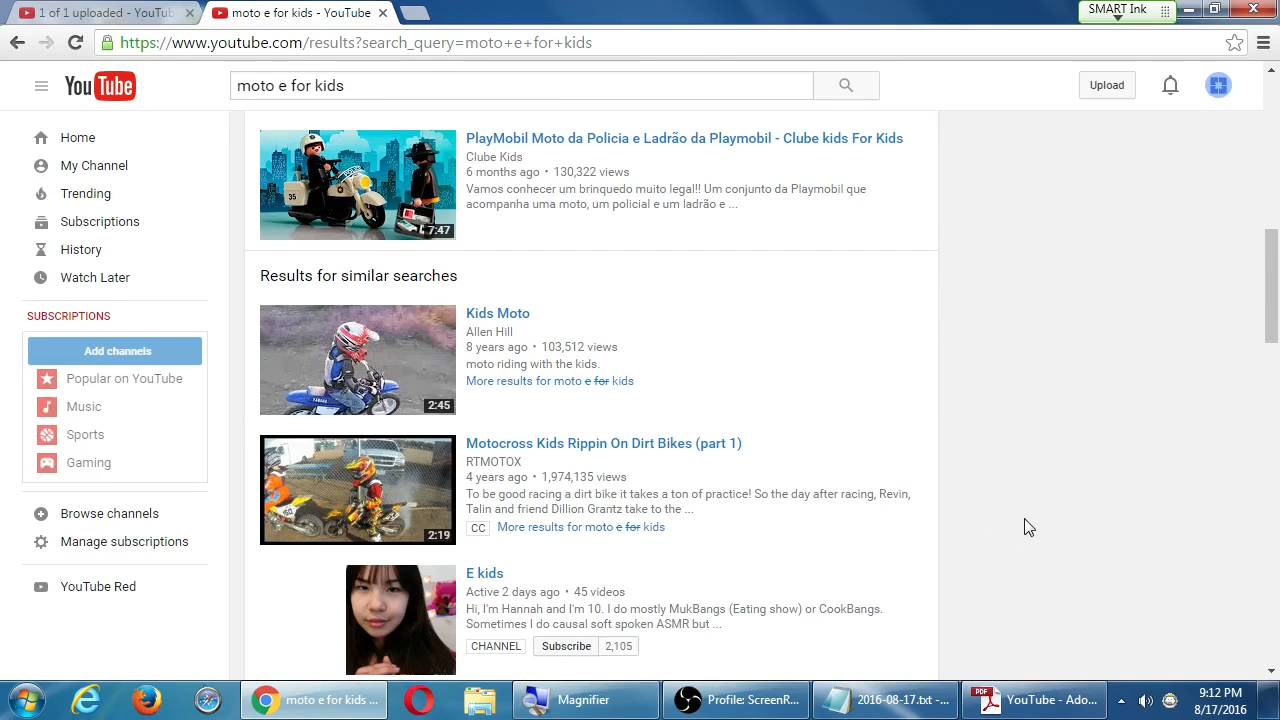 1 of 1 uploaded - YouTub
moto e for kids - YouTube
SMART Ink
https://www.youtube.com/results?search_query=moto+e+for+kids
YouTube
moto e for kids
Upload
Home
My Channel
Trending
Subscriptions
History
Watch Later
SUBSCRIPTIONS
Add channels
Popular on YouTube
Music
Sports
Gaming
Browse channels
Manage subscriptions
YouTube Red
35
7:47
PlayMobil Moto da Policia e Ladrão da Playmobil - Clube kids For Kids
Clube Kids
6 months ago • 130,322 views
Vamos conhecer um brinquedo muito legal!! Um conjunto da Playmobil que
acompanha uma moto, um policial e um ladrão e ...
Results for similar searches
2:45
Kids Moto
Allen Hill
8 years ago • 103,512 views
moto riding with the kids.
More results for moto e for kids
2:19
Motocross Kids Rippin On Dirt Bikes (part 1)
RTMOTOX
4 years ago • 1,974,135 views
To be good racing a dirt bike it takes a ton of practice! So the day after racing, Revin,
Talin and friend Dillion Grantz take to the ...
CC More results for moto e for kids
E kids
Active 2 days ago • 45 videos
Hi, I'm Hannah and I'm 10. I do mostly MukBangs (Eating show) or CookBangs.
Sometimes I do causal soft spoken ASMR but ...
CHANNEL Subscribe 2,105
moto e for kids ...
Magnifier
Profile: ScreenR...
2016-08-17.txt -...
PDF
YouTube - Ado...
9:12 PM
8/17/2016